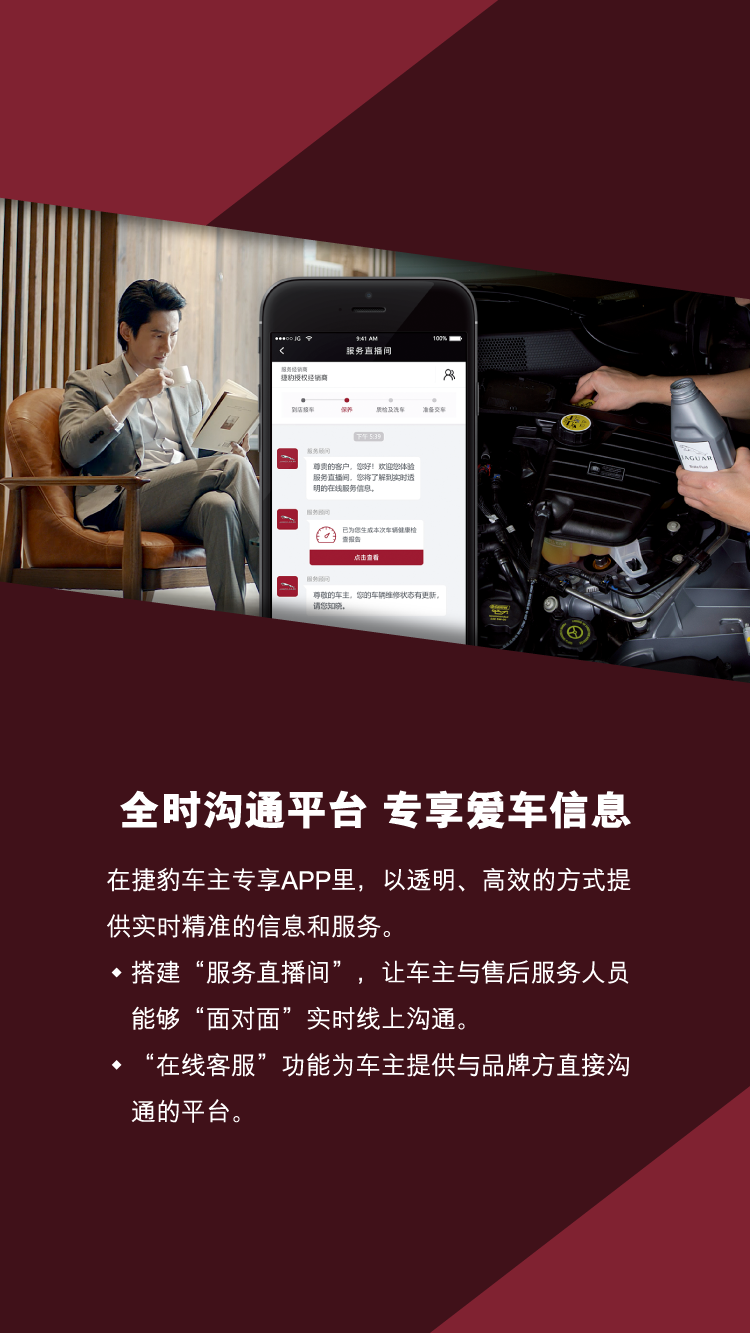 ●●●○○ JG 9:41 AM 100%
服务直播间
服务经销商
捷豹授权经销商
到店接车 保养 质检及洗车 准备交车
下午 5:39
服务顾问
尊贵的客户，您好！欢迎您体验
服务直播间，您将了解到实时透
明的在线服务信息。
服务顾问
已为您生成本次车辆健康检
查报告
点击查看
服务顾问
尊敬的车主，您的车辆维修状态有更新，
请您知晓。
JAGUAR
Brake Fluid
全时沟通平台 专享爱车信息
在捷豹车主专享APP里，以透明、高效的方式提
供实时精准的信息和服务。
◆ 搭建“服务直播间”，让车主与售后服务人员
能够“面对面”实时线上沟通。
◆ “在线客服”功能为车主提供与品牌方直接沟
通的平台。